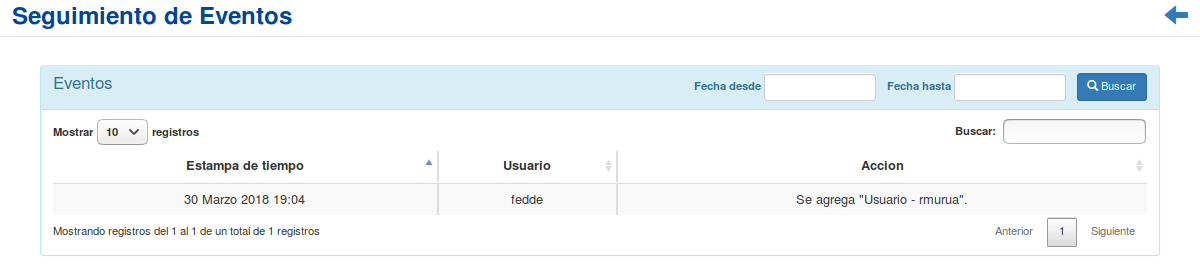 Seguimiento de Eventos
Eventos Fecha desde Fecha hasta Buscar
Mostrar 10 registros Buscar:
Estampa de tiempo Usuario Accion
30 Marzo 2018 19:04 fedde Se agrega "Usuario - rmurua".
Mostrando registros del 1 al 1 de un total de 1 registros Anterior 1 Siguiente